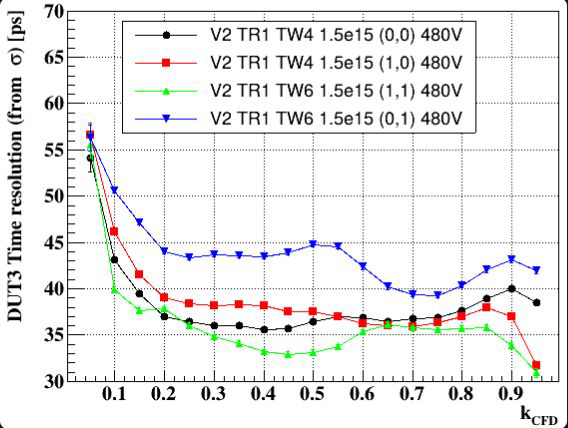 DUT3 Time resolution (from σ) [ps]
70
65
60
55
50
45
40
35
30
V2 TR1 TW4 1.5e15 (0,0) 480V
V2 TR1 TW4 1.5e15 (1,0) 480V
V2 TR1 TW6 1.5e15 (1,1) 480V
V2 TR1 TW6 1.5e15 (0,1) 480V
0.1 0.2 0.3 0.4 0.5 0.6 0.7 0.8 0.9
kCFD